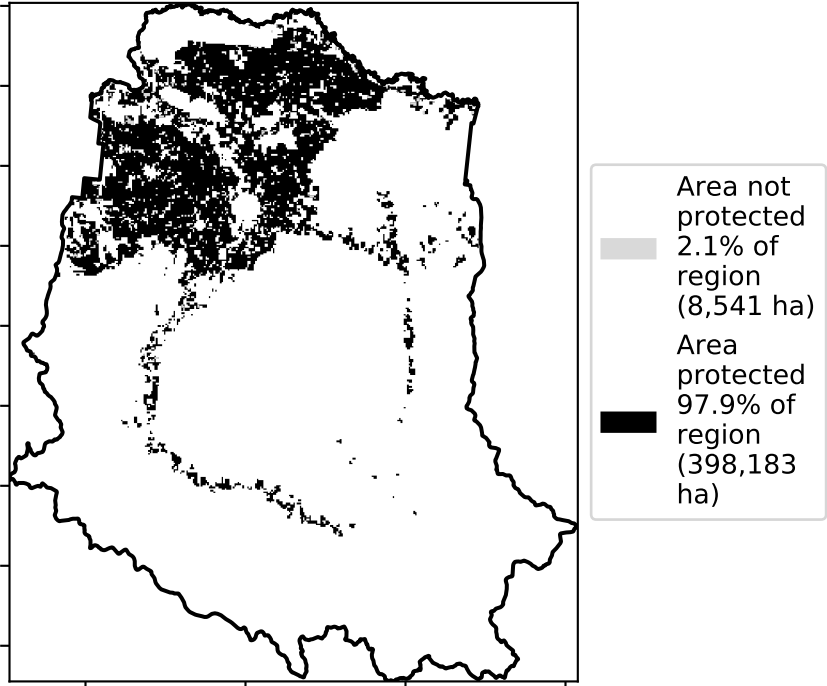 Area not
protected
2.1% of
region
(8,541 ha)
Area
protected
97.9% of
region
(398,183
ha)